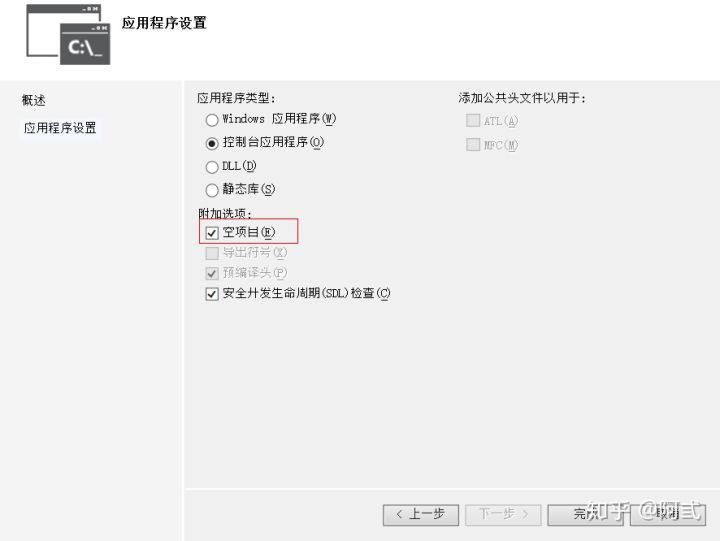 C:\_
应用程序设置
概述
应用程序设置
应用程序类型:
Windows 应用程序(W)
控制台应用程序(O)
DLL(D)
静态库(S)
附加选项:
空项目(E)
导出符号(X)
预编译头(P)
安全开发生命周期(SDL)检查(C)
添加公共头文件以用于:
ATL(A)
MFC(M)
< 上一步
下一步 >
完成
取消
知乎 @阿贰